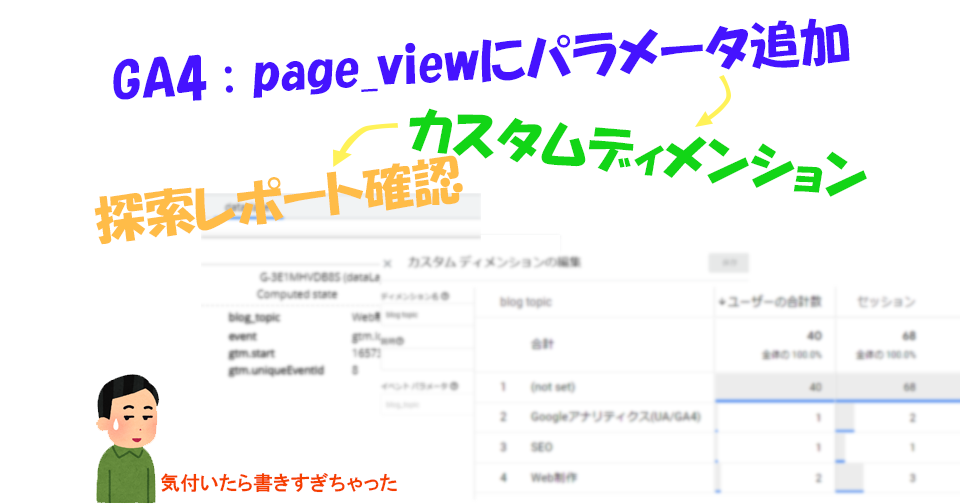 GA4：page_viewにパラメータ追加
カスタムディメンション
探索レポート確認
× カスタム ディメンションの編集
G-3E1MHVDB8S (dataLa
Computed state
ディメンション名
blog topic
blog topic
+ユーザーの合計数
セッション
blog_topic Web制
event gtm.
gtm.start 1657
gtm.uniqueEventId 8
合計
40
68
全体の 100.0%
全体の 100.0%
イベント パラメータ
blog_topic
1 (not set) 40 68
2 Googleアナリティクス(UA/GA4) 1 2
3 SEO 1 1
4 Web制作 2 3
気付いたら書きすぎちゃった